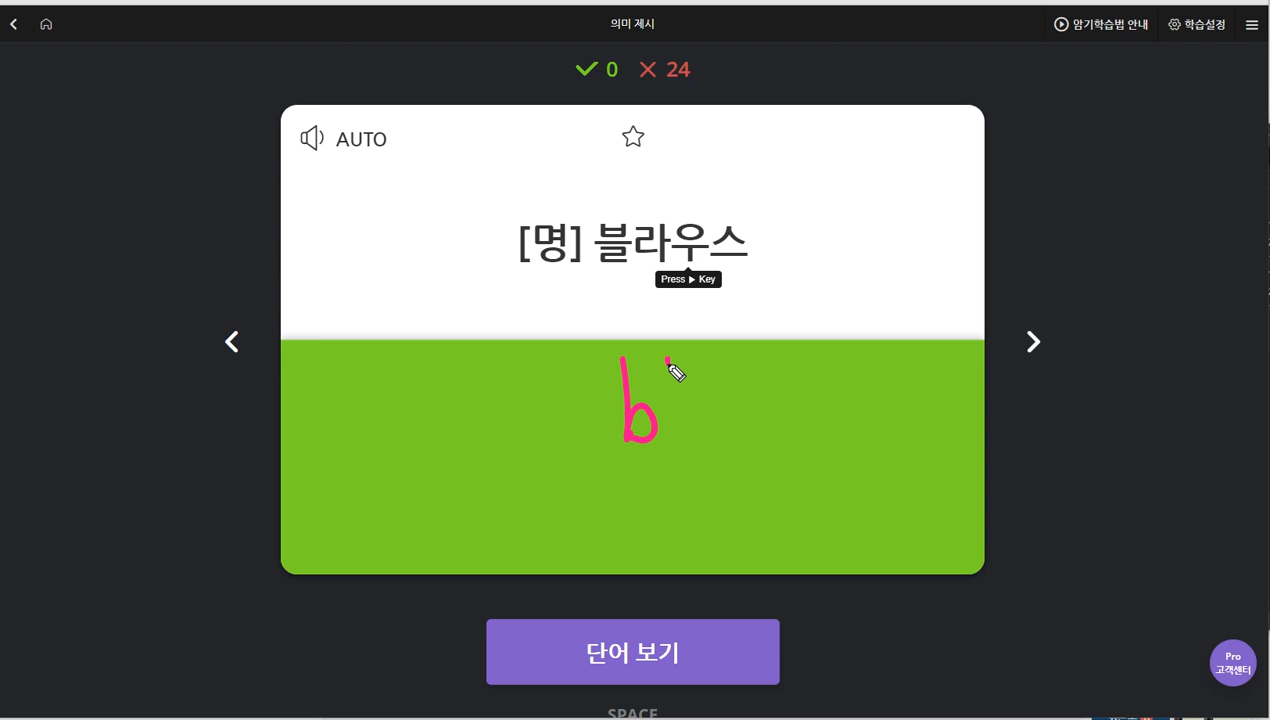 의미 제시
암기학습법 안내
학습설정
0
24
AUTO
[명] 블라우스
Press ▶ Key
b
단어 보기
SPACE
Pro
고객센터